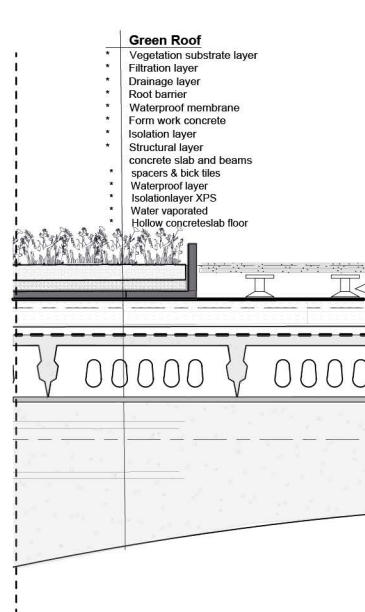 Green Roof
* Vegetation substrate layer
* Filtration layer
* Drainage layer
* Root barrier
* Waterproof membrane
* Form work concrete
* Isolation layer
* Structural layer
concrete slab and beams
* spacers & bick tiles
* Waterproof layer
* Isolationlayer XPS
* Water vaporated
* Hollow concreteslab floor